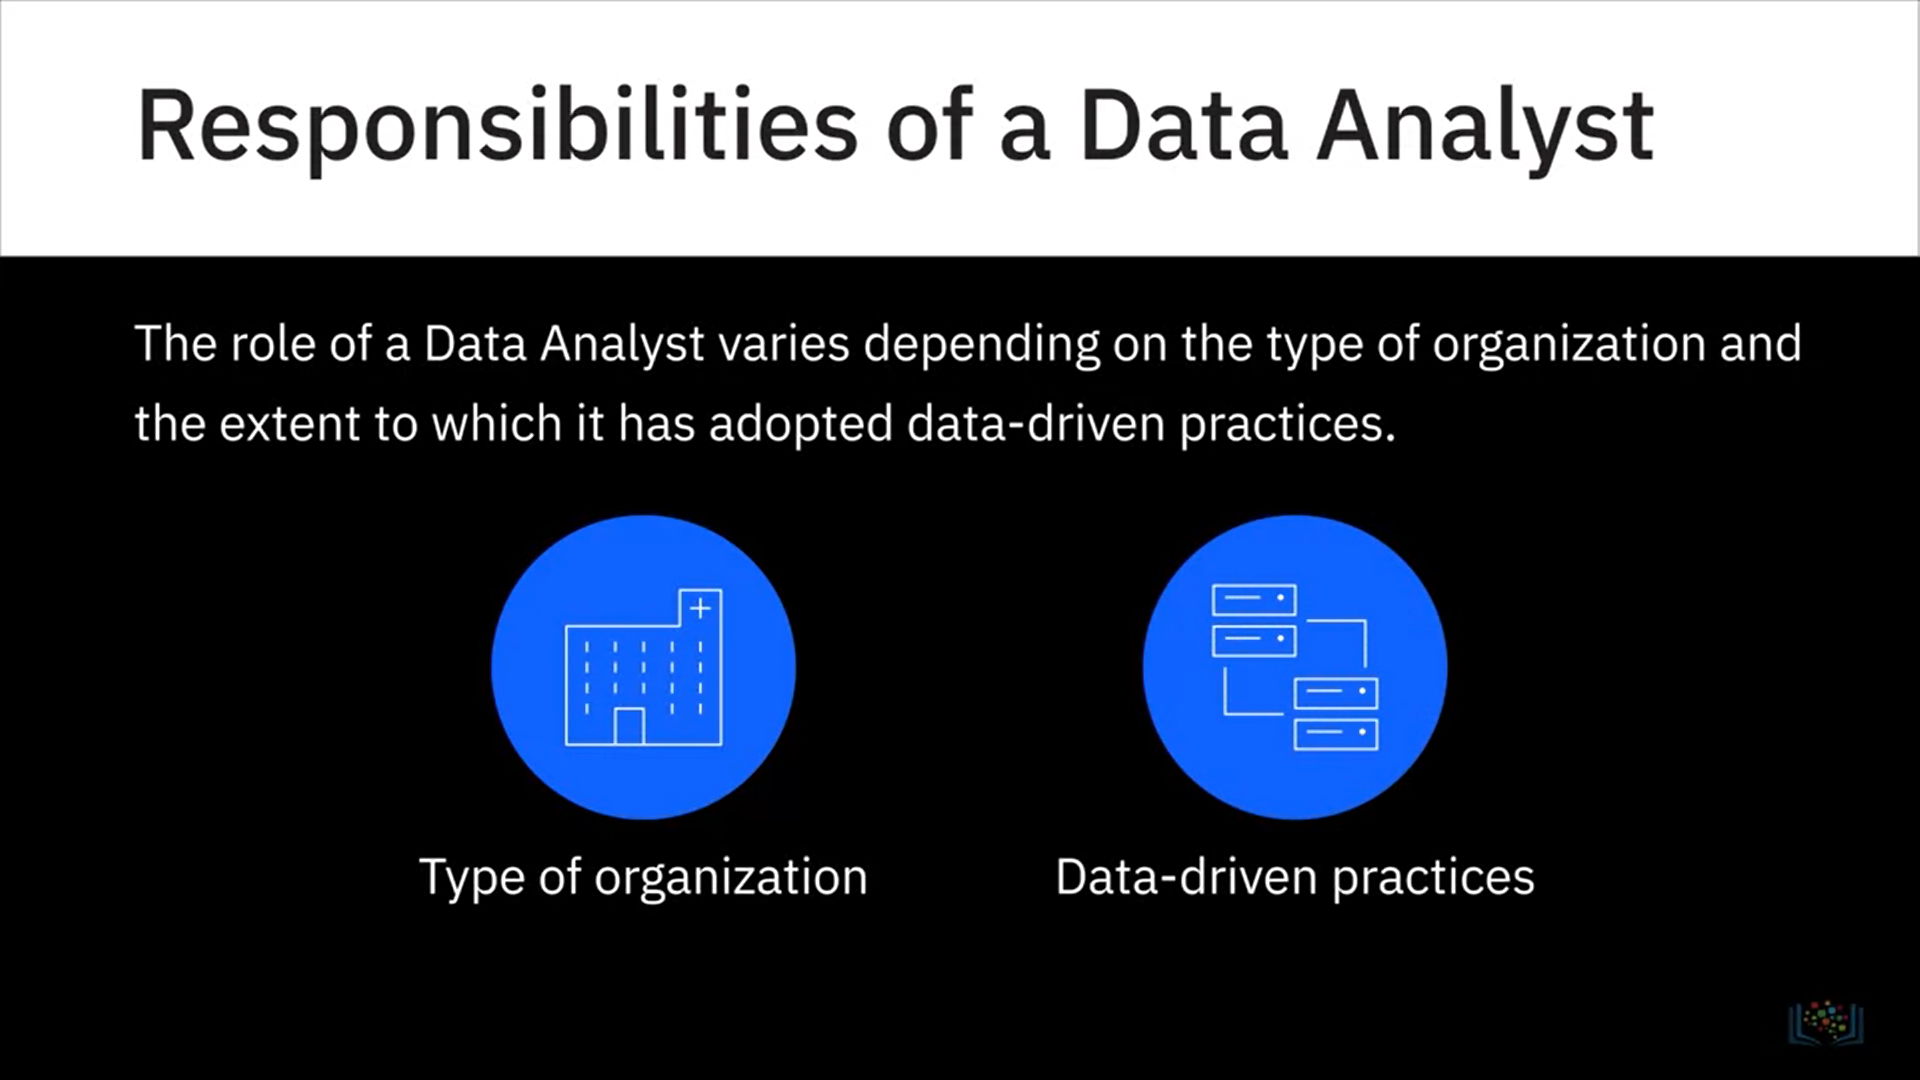 Responsibilities of a Data Analyst
The role of a Data Analyst varies depending on the type of organization and
the extent to which it has adopted data-driven practices.
Type of organization
Data-driven practices